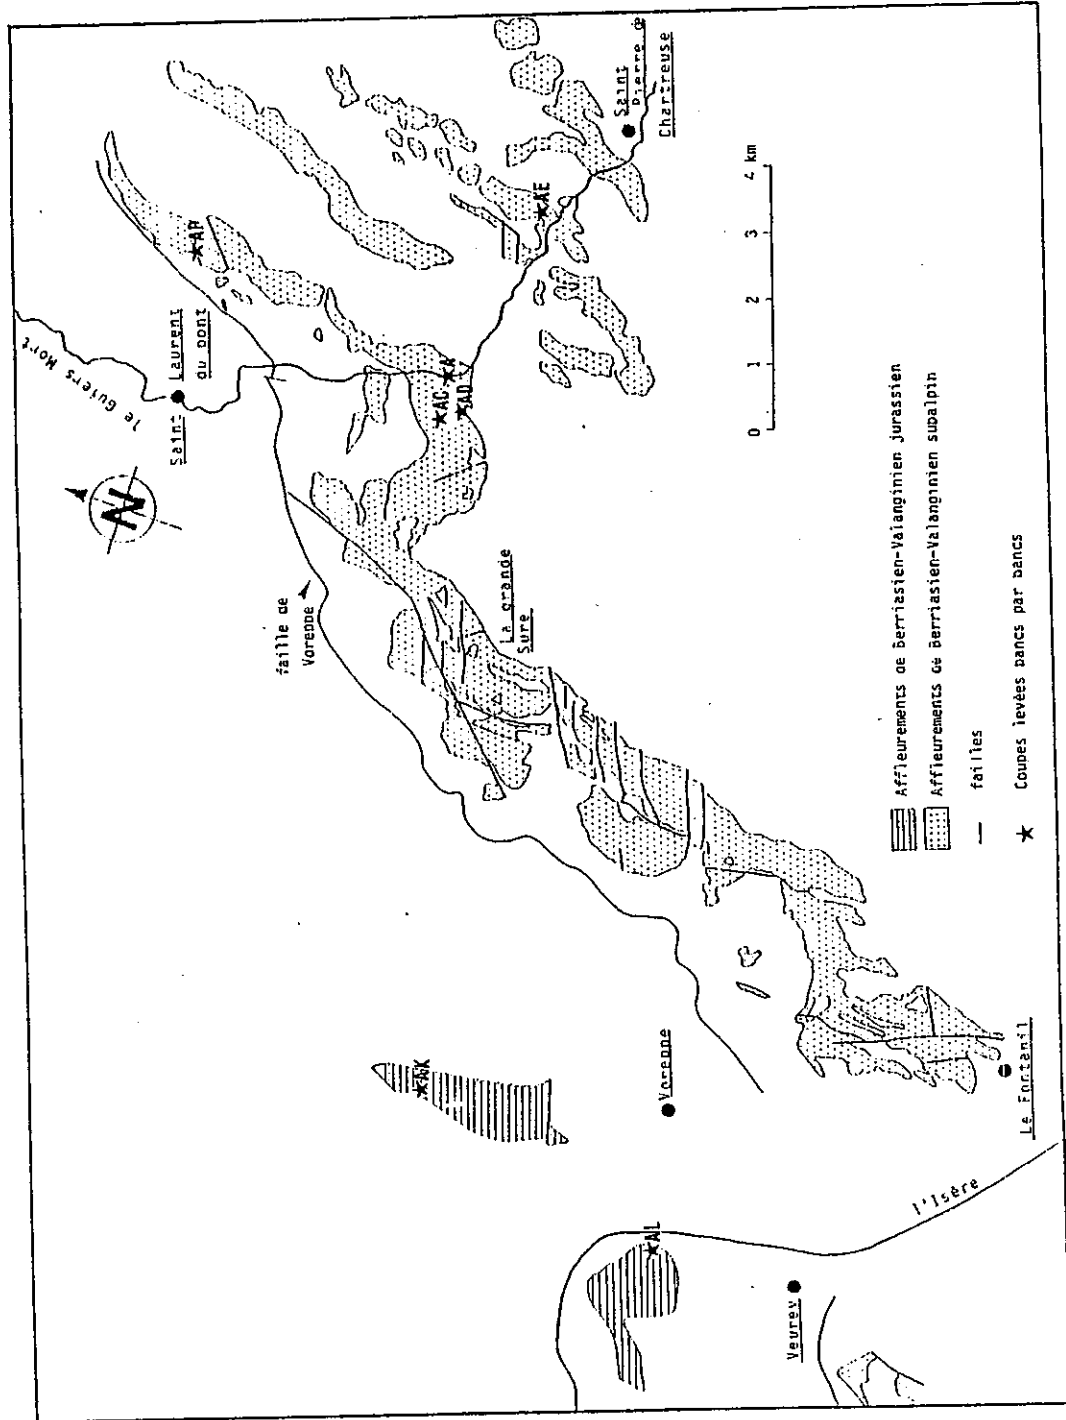 le Guiers Mort
Saint Laurent
du pont
N
AP
Saint
Pierre de
Chartreuse
AE
AC
AD
faille de
Voreppe
La grande
Sure
0 1 2 3 4 km
AK
Voreppe
AL
Veurey
l'Isère
Le Fontanil
Affleurements de Berriasien-Valanginien jurassien
Affleurements de Berriasien-Valanginien subalpin
failles
Coupes levées bancs par bancs